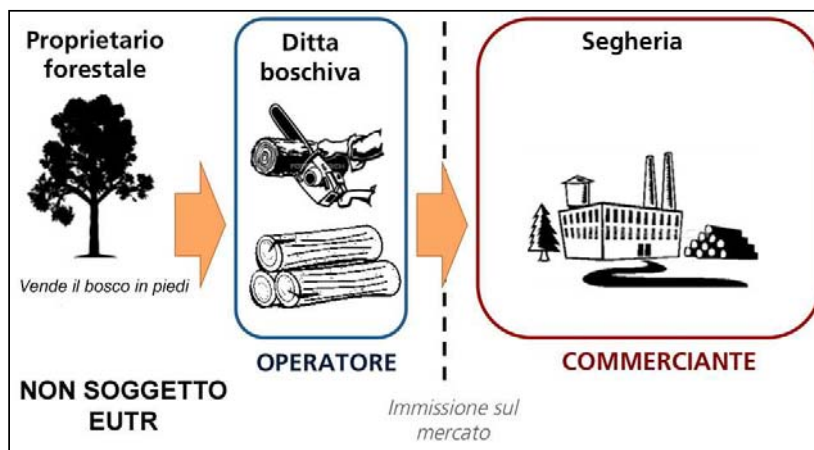 Proprietario
forestale
Vende il bosco in piedi
NON SOGGETTO
EUTR
Ditta
boschiva
OPERATORE
Immissione sul
mercato
Segheria
COMMERCIANTE